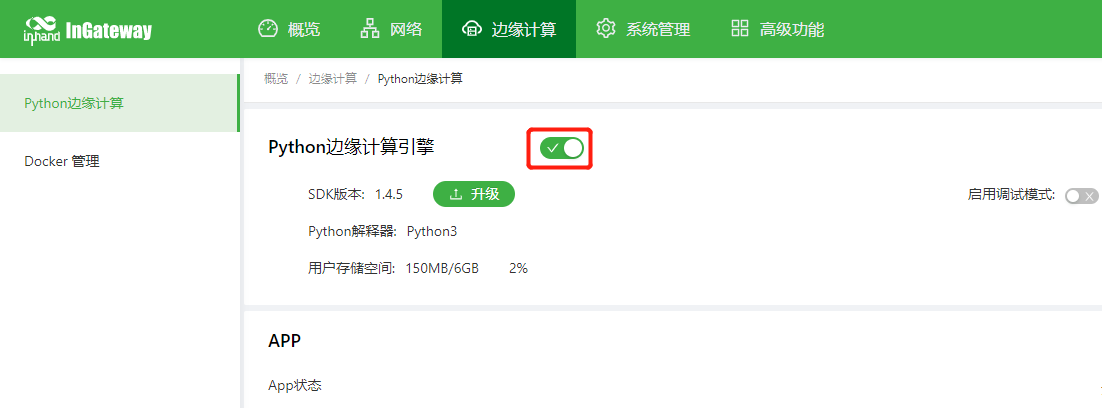 inhand InGateway 概览 网络 边缘计算 系统管理 高级功能
Python边缘计算
Docker 管理
概览 / 边缘计算 / Python边缘计算
Python边缘计算引擎
SDK版本: 1.4.5 升级 启用调试模式:
Python解释器: Python3
用户存储空间: 150MB/6GB 2%
APP
App状态